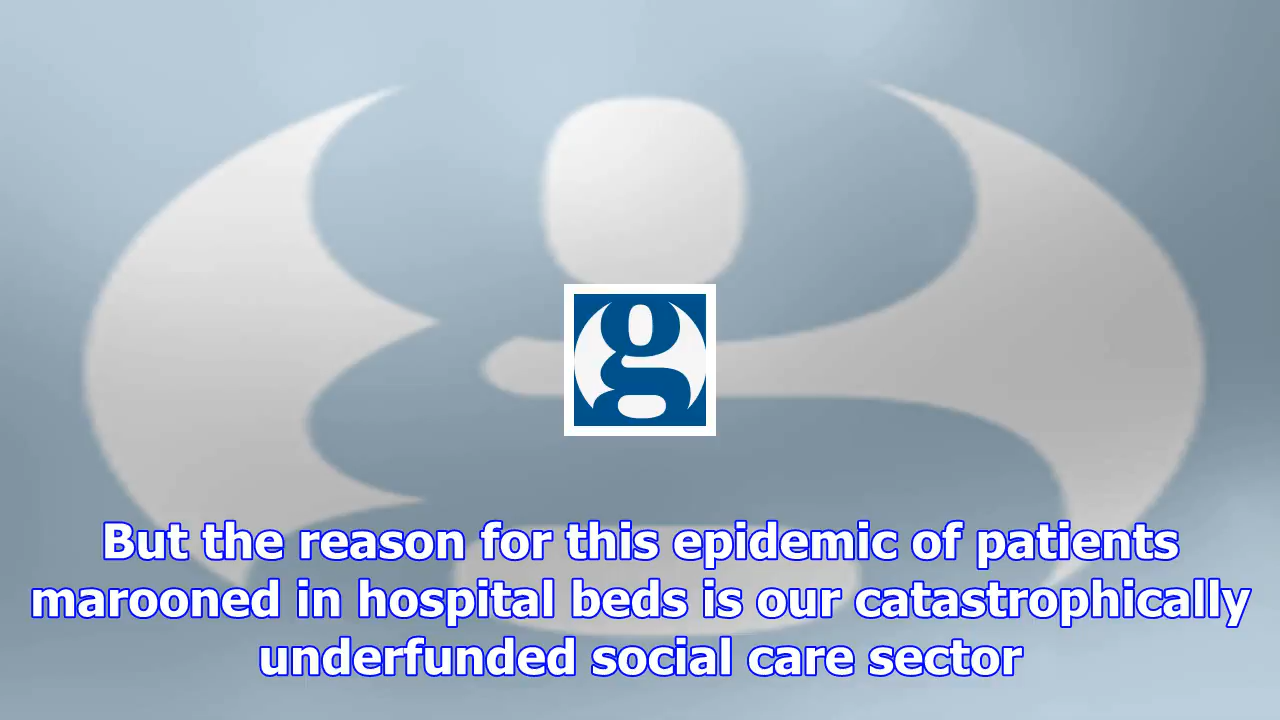 g
But the reason for this epidemic of patients
marooned in hospital beds is our catastrophically
underfunded social care sector